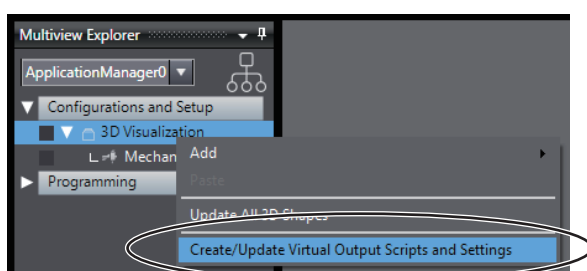 Multiview Explorer
ApplicationManager0
Configurations and Setup
3D Visualization
Mechan
Add
Programming
Paste
Update All 3D Shapes
Create/Update Virtual Output Scripts and Settings